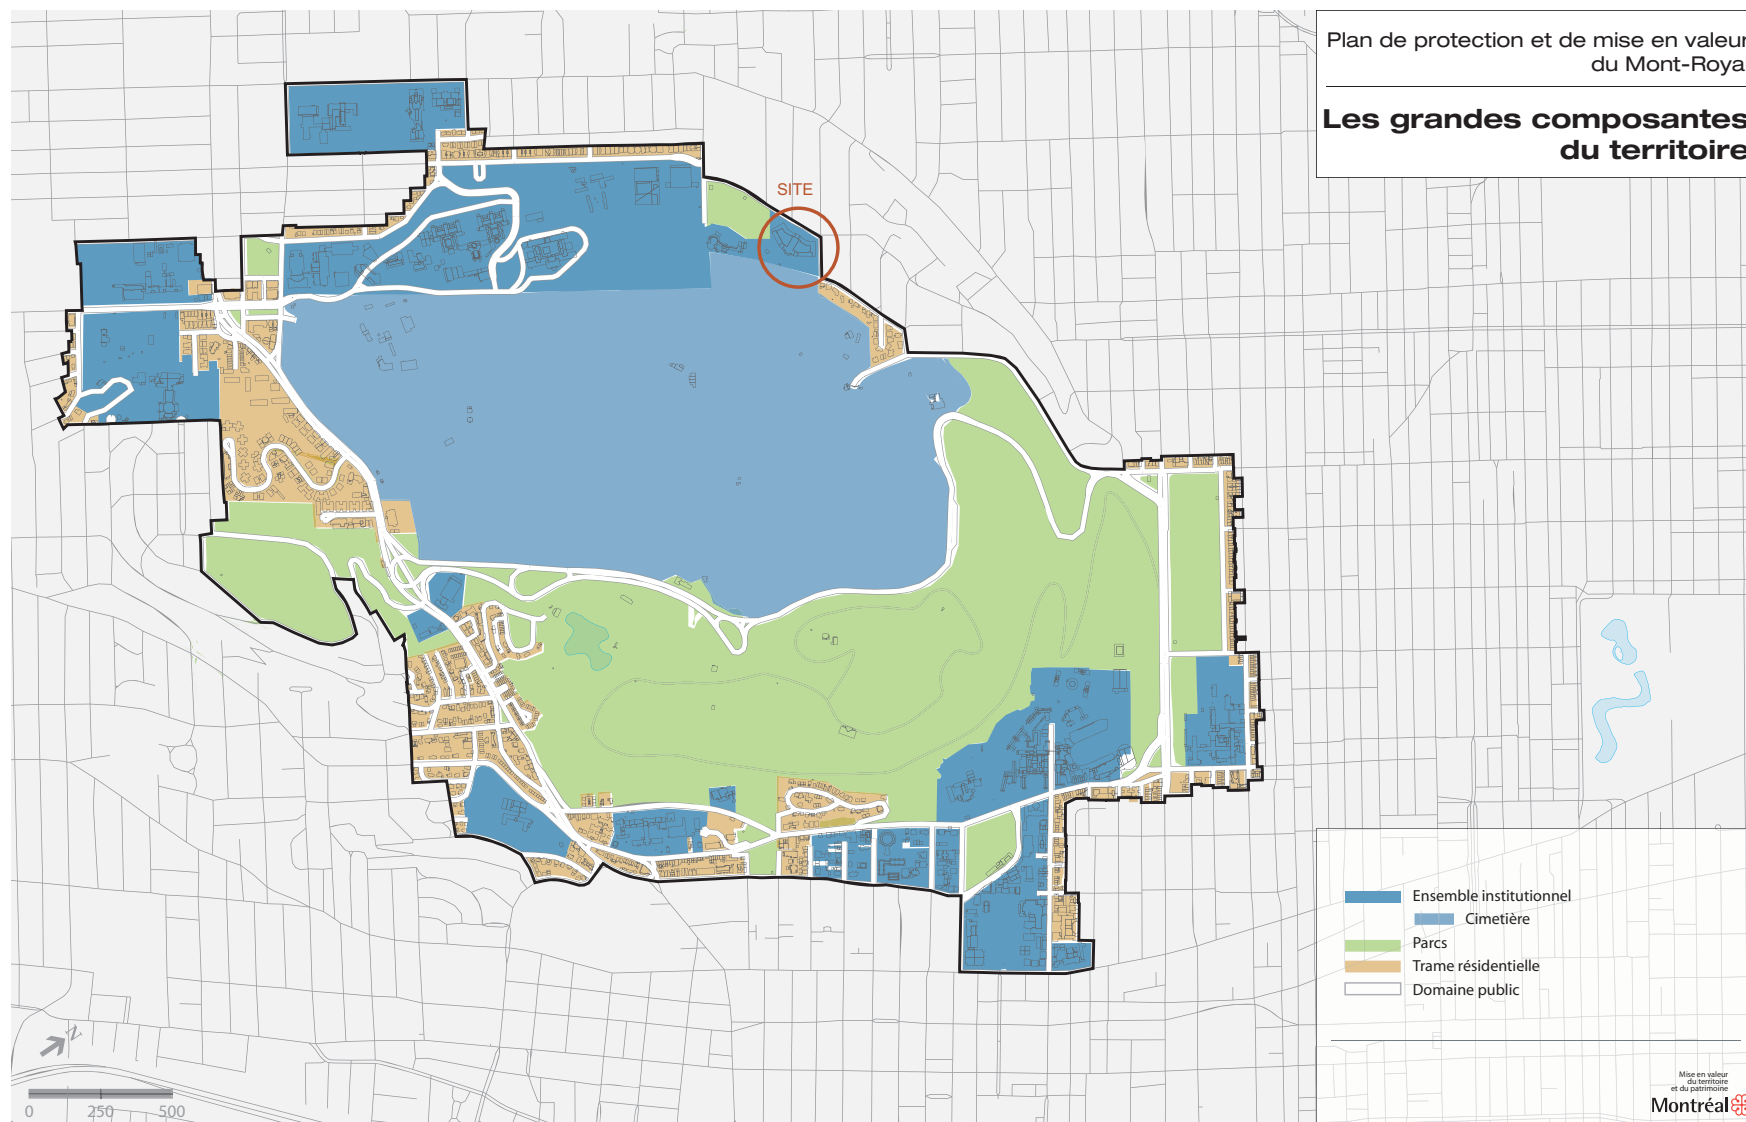 Plan de protection et de mise en valeur
du Mont-Roya
Les grandes composantes
du territoire
SITE
Ensemble institutionnel
Cimetière
Parcs
Trame résidentielle
Domaine public
N
0 250 500
Mise en valeur
du territoire
et du patrimoine
Montréal